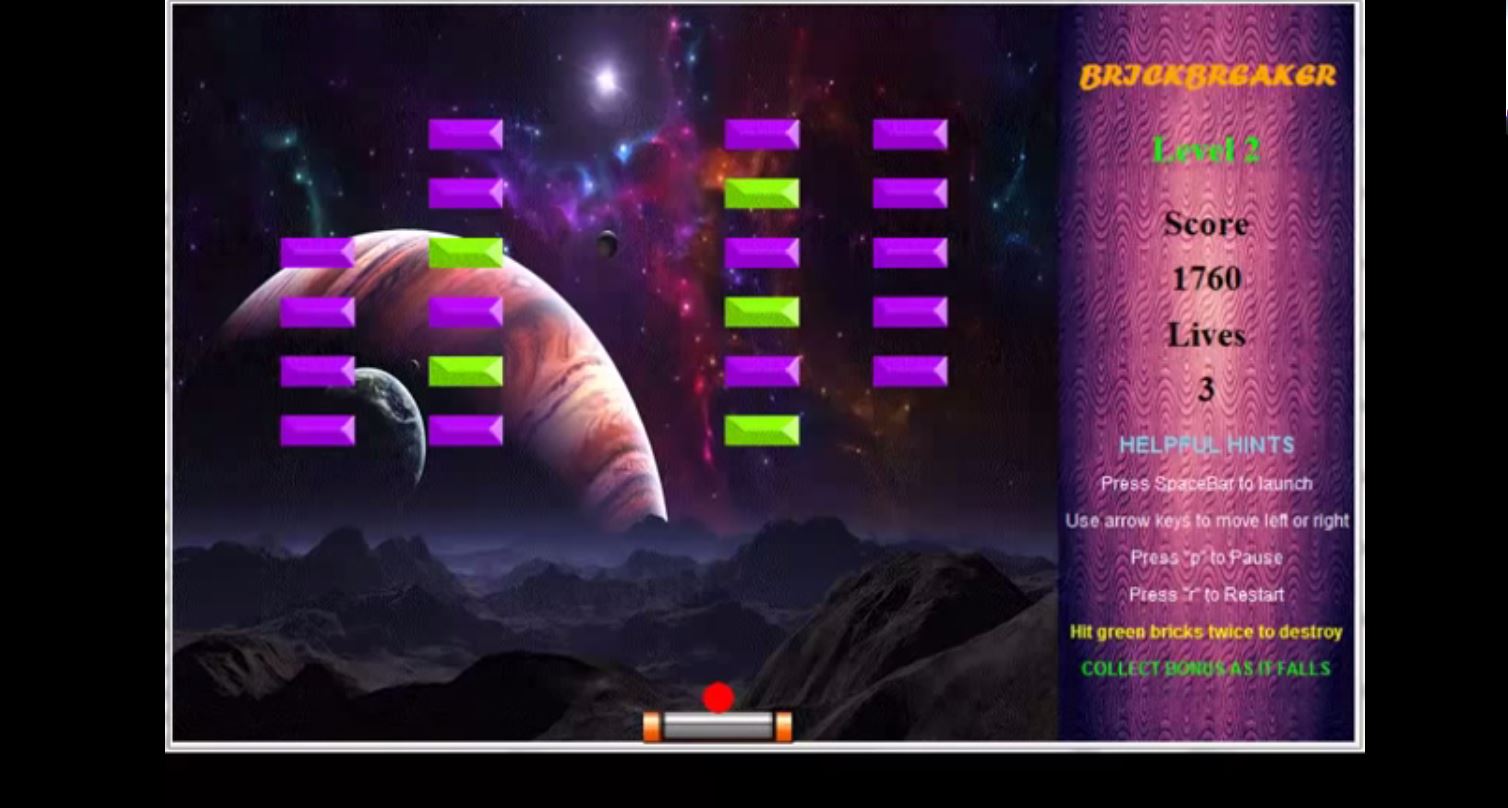 BRICKBREAKER
Level 2
Score
1760
Lives
3
HELPFUL HINTS
Press SpaceBar to launch
Use arrow keys to move left or right
Press "p" to Pause
Press "r" to Restart
Hit green bricks twice to destroy
COLLECT BONUS AS IT FALLS